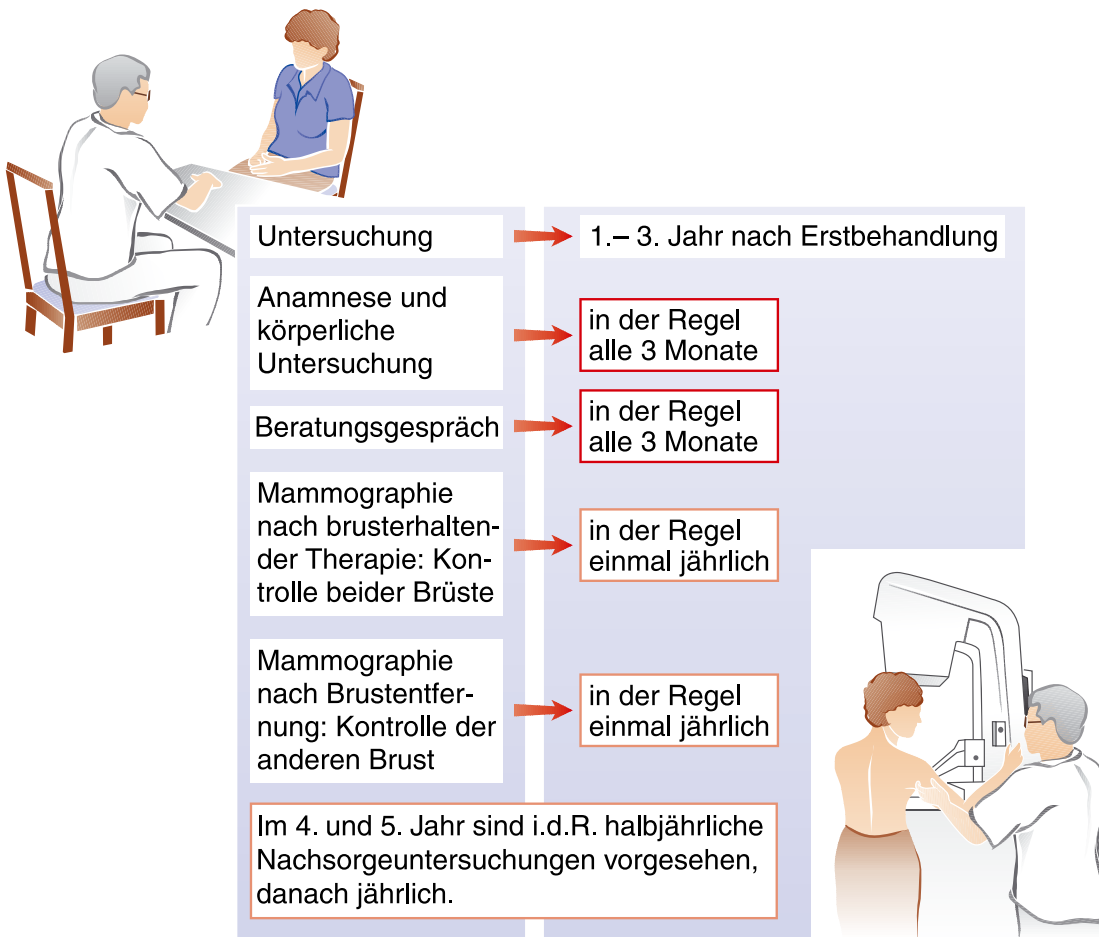 Untersuchung
1.– 3. Jahr nach Erstbehandlung
Anamnese und
körperliche
Untersuchung
in der Regel
alle 3 Monate
Beratungsgespräch
in der Regel
alle 3 Monate
Mammographie
nach brusterhalten-
der Therapie: Kon-
trolle beider Brüste
in der Regel
einmal jährlich
Mammographie
nach Brustentfer-
nung: Kontrolle der
anderen Brust
in der Regel
einmal jährlich
Im 4. und 5. Jahr sind i.d.R. halbjährliche
Nachsorgeuntersuchungen vorgesehen,
danach jährlich.